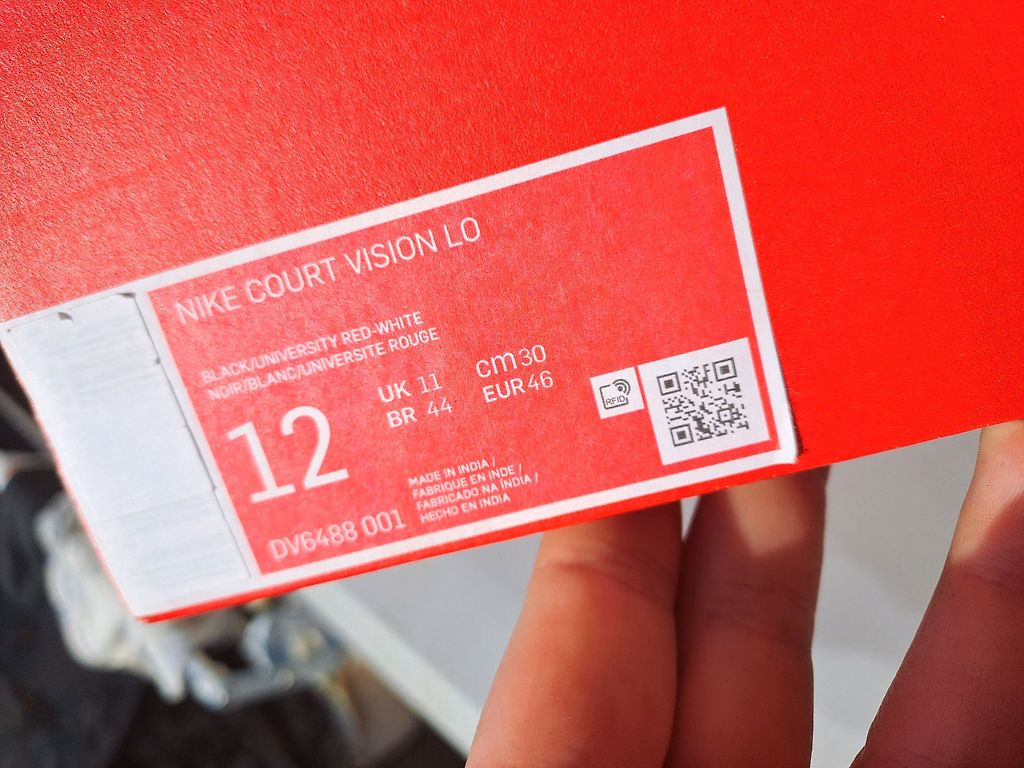 NIKE COURT VISION LO
BLACK/UNIVERSITY RED-WHITE
NOIR/BLANC/UNIVERSITE ROUGE
12
UK 11
BR 44
cm 30
EUR 46
RFID
DV6488 001
MADE IN INDIA /
FABRIQUE EN INDE /
FABRICADO NA ÍNDIA /
HECHO EN INDIA